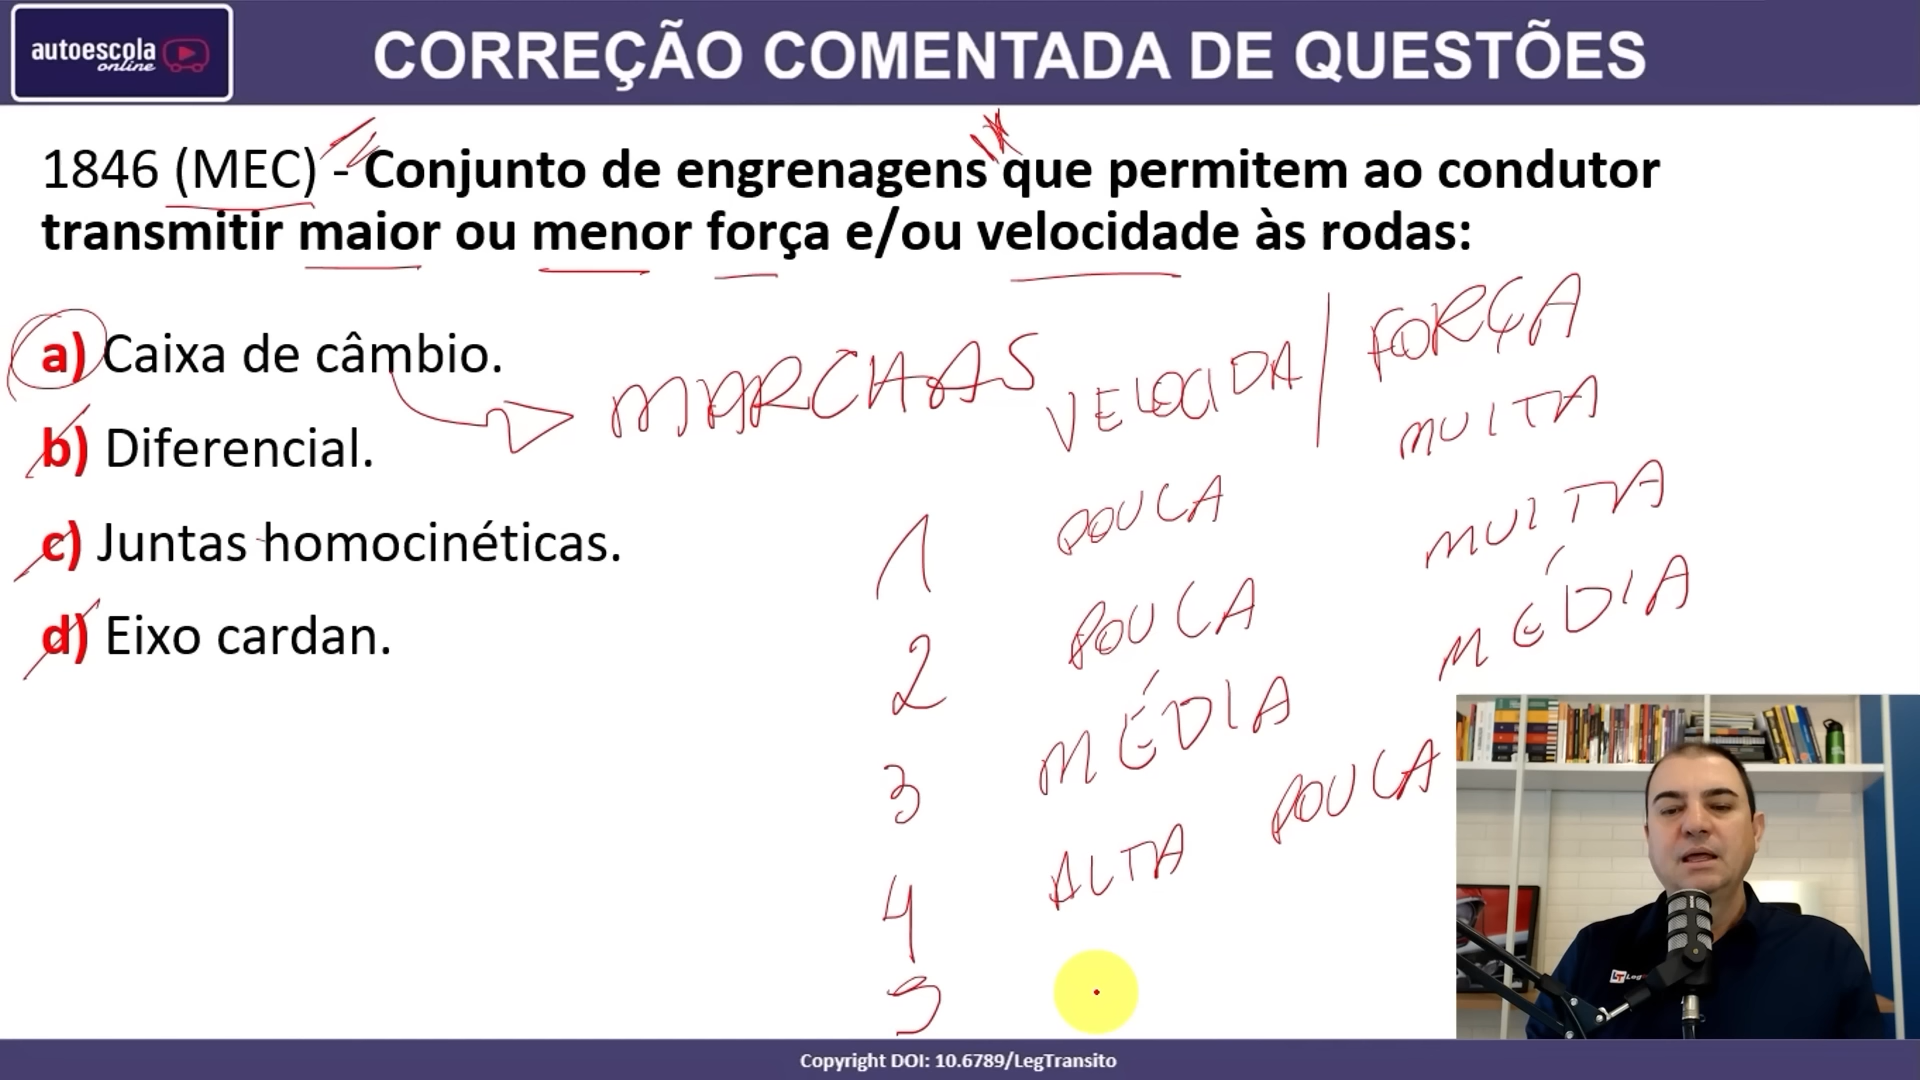 autoescola
online
CORREÇÃO COMENTADA DE QUESTÕES
1846 (MEC) - Conjunto de engrenagens que permitem ao condutor
transmitir maior ou menor força e/ou velocidade às rodas:
a) Caixa de câmbio.
b) Diferencial.
c) Juntas homocinéticas.
d) Eixo cardan.
MARCHAS VELOCIDA / FORÇA
1 POUCA MUITA
2 POUCA MUITA
3 MÉDIA MÉDIA
4 ALTA POUCA
5
LT Leg
Copyright DOI: 10.6789/LegTransito